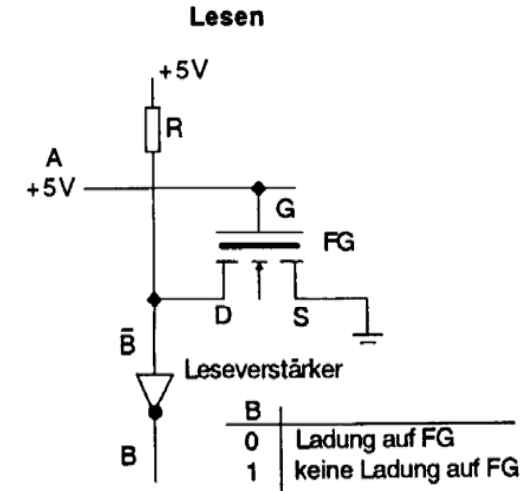 Lesen
+5V
R
A
+5V
G
FG
D
S
B̄
Leseverstärker
B
B
0 Ladung auf FG
1 keine Ladung auf FG